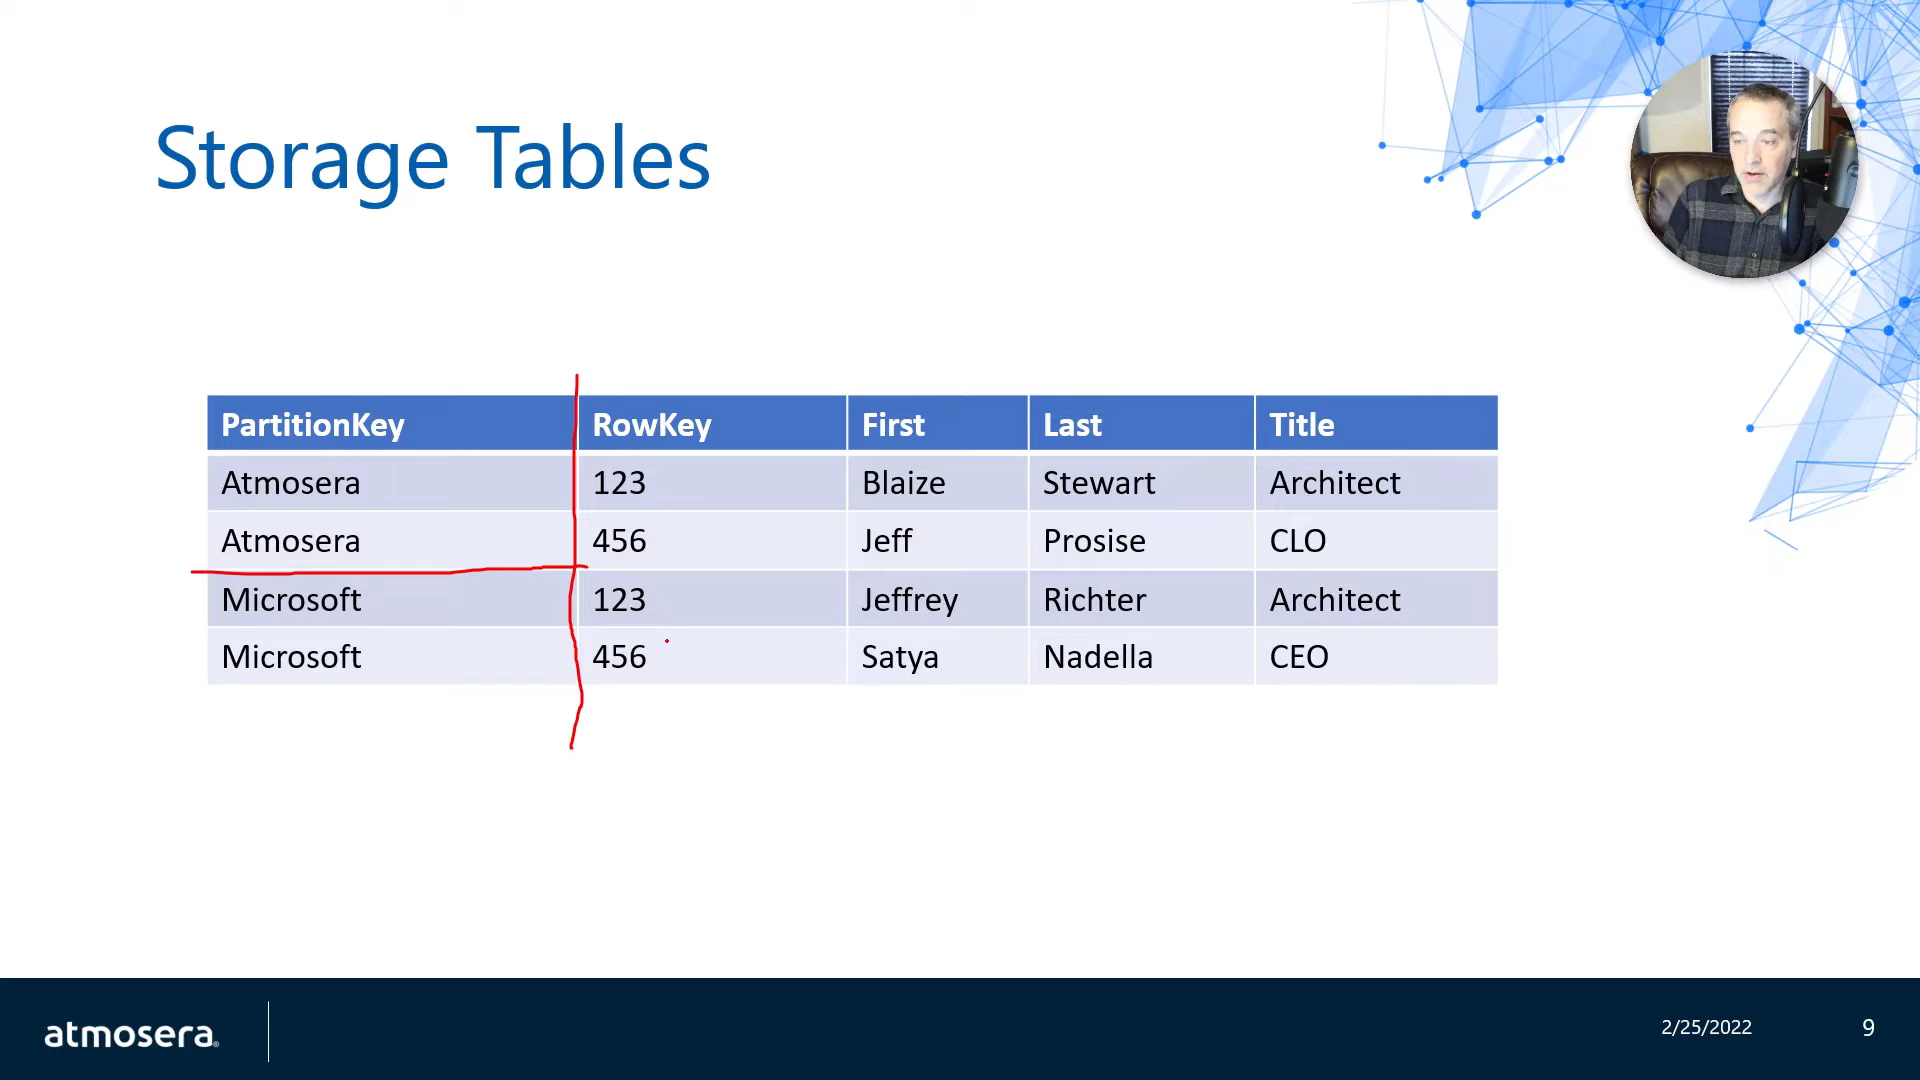 Storage Tables
PartitionKey RowKey First Last Title
Atmosera 123 Blaize Stewart Architect
Atmosera 456 Jeff Prosise CLO
Microsoft 123 Jeffrey Richter Architect
Microsoft 456 Satya Nadella CEO
atmosera® 2/25/2022 9